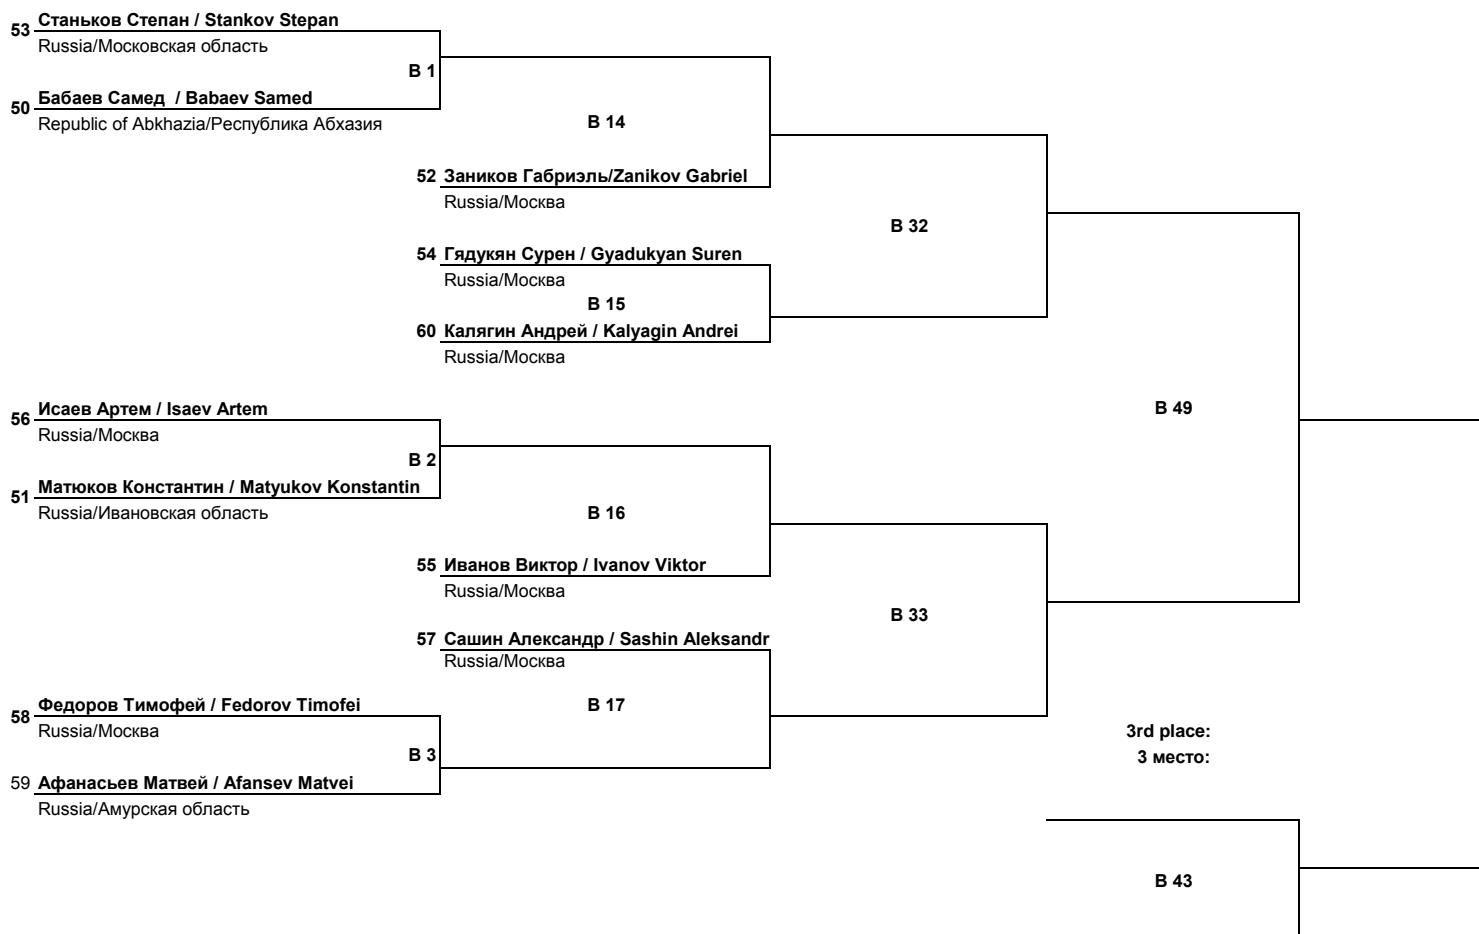 53 Станьков Степан / Stankov Stepan
Russia/Московская область
B 1
50 Бабаев Самед / Babaev Samed
Republic of Abkhazia/Республика Абхазия
B 14
52 Заников Габриэль/Zanikov Gabriel
Russia/Москва
B 32
54 Гядукян Сурен / Gyadukyan Suren
Russia/Москва
B 15
60 Калягин Андрей / Kalyagin Andrei
Russia/Москва
56 Исаев Артем / Isaev Artem
Russia/Москва
B 49
B 2
51 Матюков Константин / Matyukov Konstantin
Russia/Ивановская область
B 16
55 Иванов Виктор / Ivanov Viktor
Russia/Москва
B 33
57 Сашин Александр / Sashin Aleksandr
Russia/Москва
58 Федоров Тимофей / Fedorov Timofei
B 17
Russia/Москва
3rd place:
B 3
3 место:
59 Афанасьев Матвей / Afansev Matvei
Russia/Амурская область
B 43